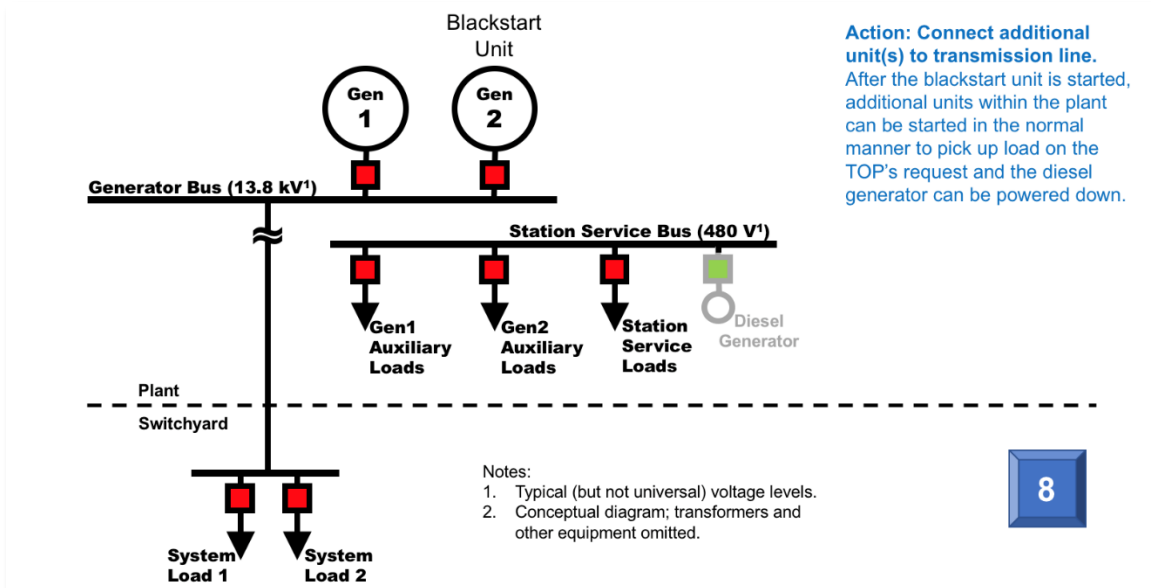 Blackstart
Unit
Gen
1
Gen
2
Generator Bus (13.8 kV¹)
Station Service Bus (480 V¹)
Gen1
Auxiliary
Loads
Gen2
Auxiliary
Loads
Station
Service
Loads
Diesel
Generator
Plant
Switchyard
System
Load 1
System
Load 2
Action: Connect additional
unit(s) to transmission line.
After the blackstart unit is started,
additional units within the plant
can be started in the normal
manner to pick up load on the
TOP's request and the diesel
generator can be powered down.
Notes:
1. Typical (but not universal) voltage levels.
2. Conceptual diagram; transformers and
other equipment omitted.
8